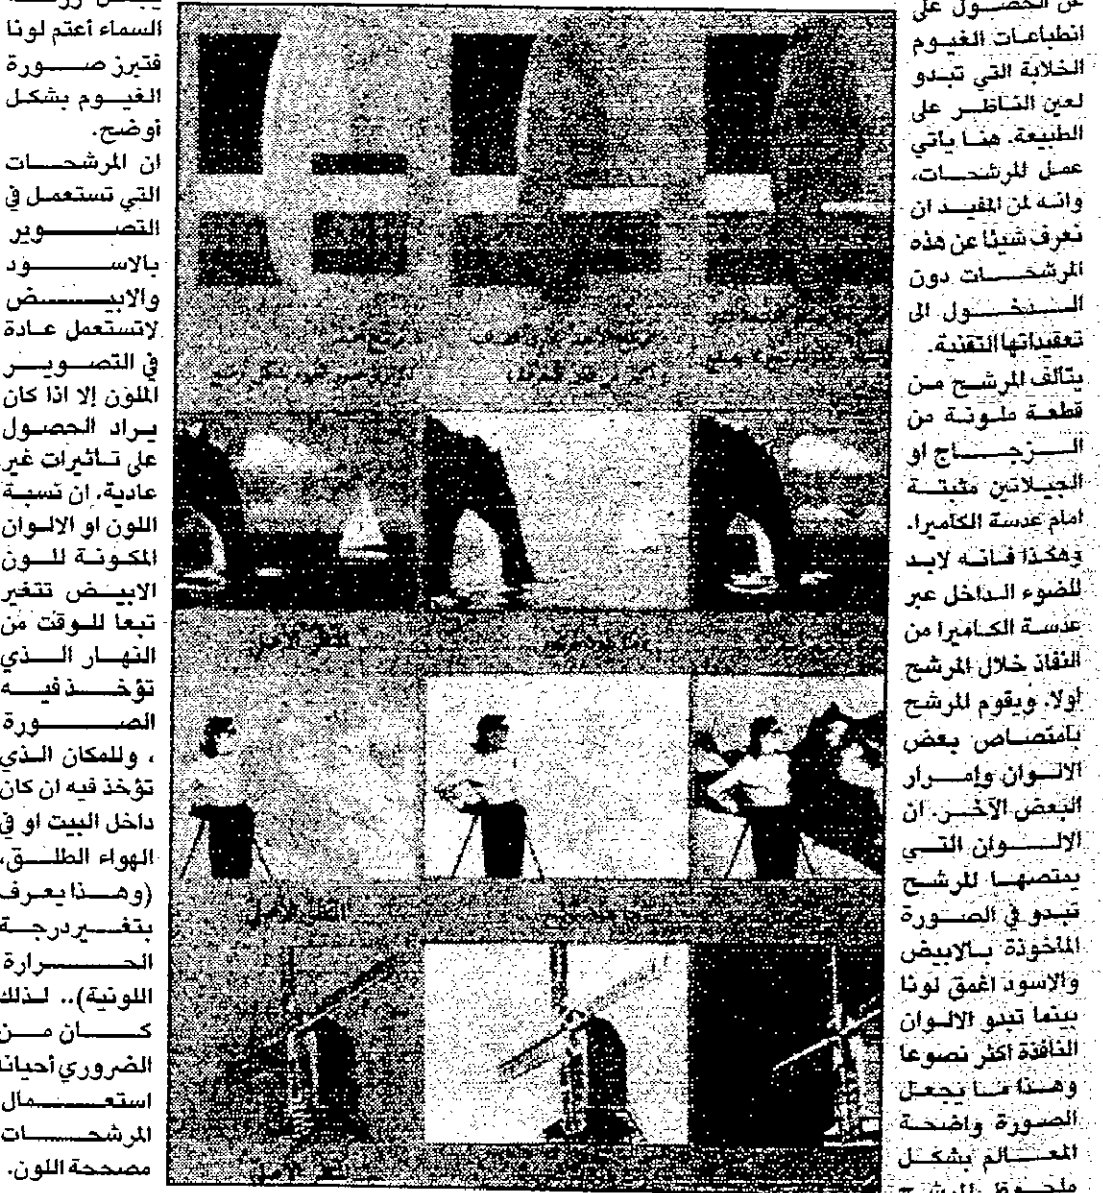 عن الحصول على
انطباعات الغيوم
الخلابة التي تبدو
لعين الناظر على
الطبيعة. هنا يأتي
عمل المرشحات،
وانه لمن المفيد ان
نعرف شيئا عن هذه
المرشحات دون
الدخول الى
تعقيداتها التقنية.
يتألف المرشح من
قطعة ملونة من
الزجاج او
الجيلاتين مثبتة
امام عدسة الكاميرا.
وهكذا فانه لابد
للضوء الداخل عبر
عدسة الكاميرا من
النفاذ خلال المرشح
اولا. ويقوم المرشح
بامتصاص بعض
الالوان وإمرار
البعض الآخر. ان
الالوان التي
يمتصها المرشح
تبدو في الصورة
المأخوذة بالابيض
والاسود اغمق لونا
بينما تبدو الالوان
النافذة اكثر نصوعا
وهذا ما يجعل
الصورة واضحة
المعالم بشكل
المنظر الأصلي
المنظر الأصلي
المنظر الأصلي
السماء أعتم لونا
فتبرز صورة
الغيوم بشكل
أوضح.
ان المرشحات
التي تستعمل في
التصوير
بالاسود
والابيض
لاتستعمل عادة
في التصوير
الملون إلا اذا كان
يراد الحصول
على تاثيرات غير
عادية. ان نسبة
اللون او الالوان
المكونة للون
الابيض تتغير
تبعا للوقت من
النهار الذي
تؤخذ فيه
الصورة
، وللمكان الذي
تؤخذ فيه ان كان
داخل البيت او في
الهواء الطلق،
(وهذا يعرف
بتغير درجة
الحرارة
اللونية).. لذلك
كان من
الضروري أحيانا
استعمال
المرشحات
مصححة اللون.